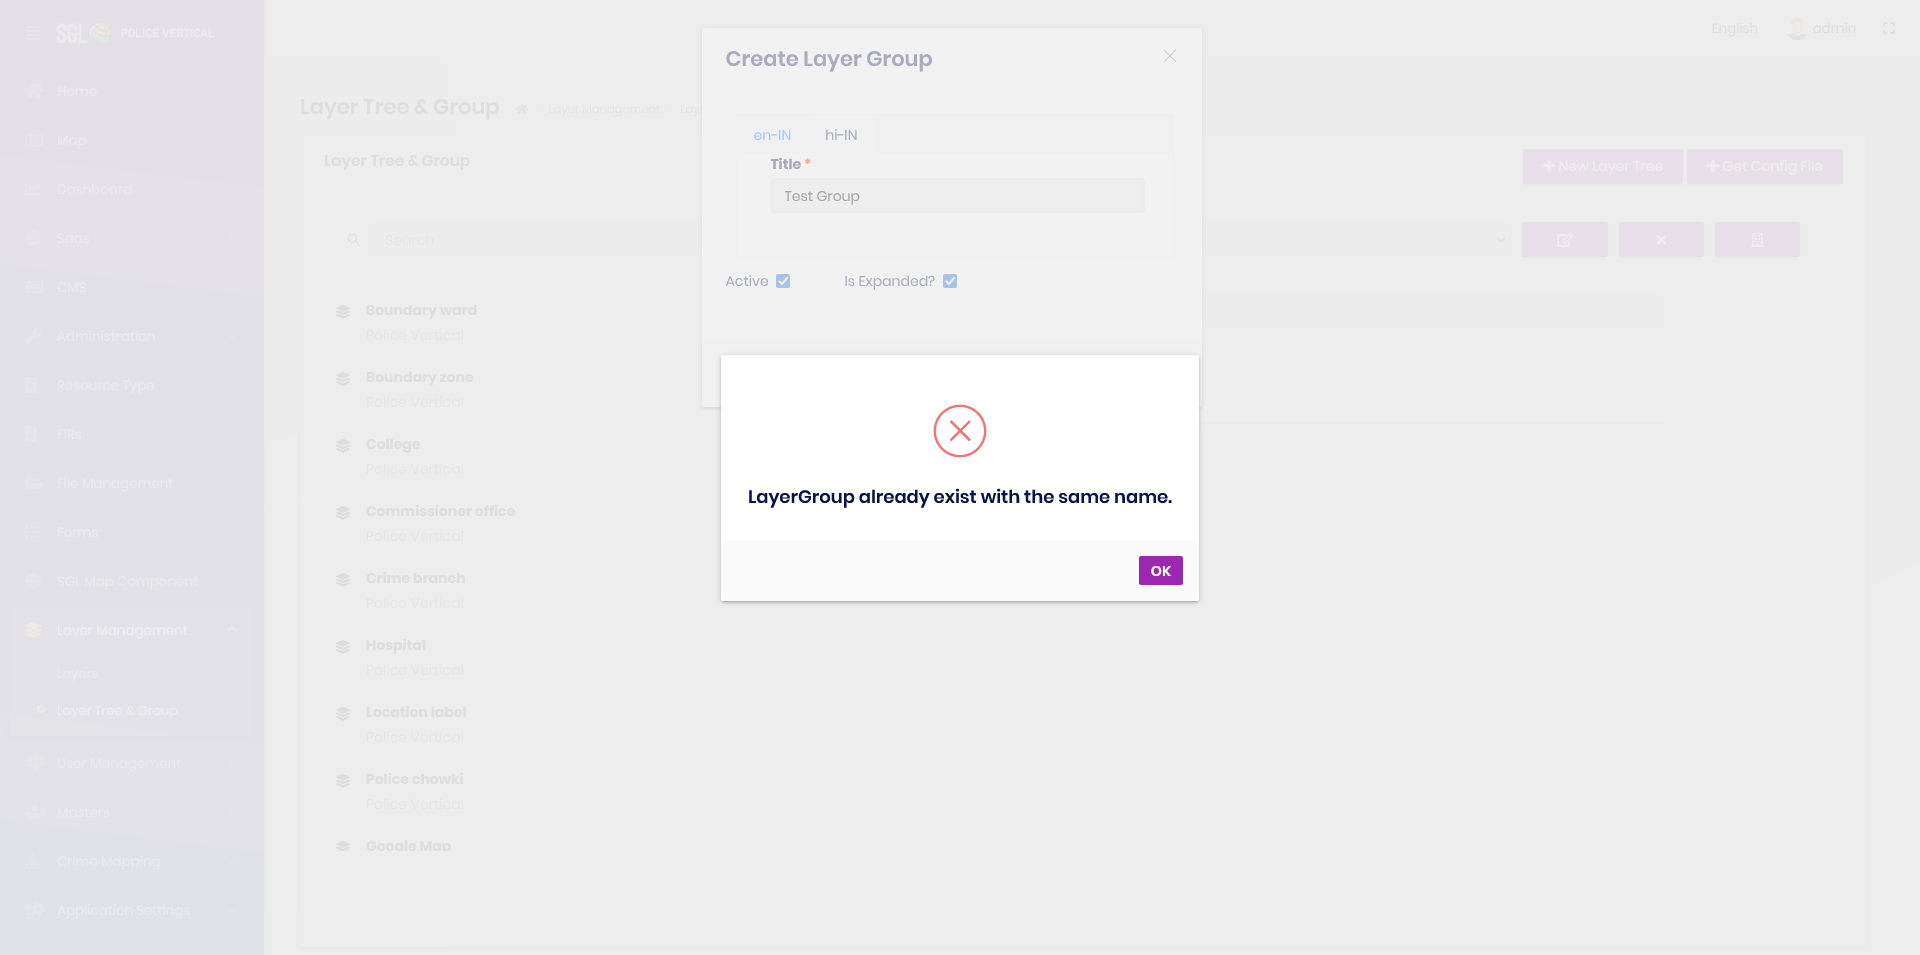 SGL POLICE VERTICAL
English
admin
Home
Map
Dashboard
SaaS
CMS
Administration
Resource Type
FIRs
File Management
Forms
SGL Map Component
Layer Management
Layers
Layer Tree & Group
User Management
Masters
Crime Mapping
Application Settings
Layer Tree & Group
Layer Management
Layer Tree & Group
+ New Layer Tree
+ Get Config File
Search
Boundary ward
Police Vertical
Boundary zone
Police Vertical
College
Police Vertical
Commissioner office
Police Vertical
Crime branch
Police Vertical
Hospital
Police Vertical
Location label
Police Vertical
Police chowki
Police Vertical
Google Map
Create Layer Group
en-IN hi-IN
Title *
Test Group
Active
Is Expanded?
LayerGroup already exist with the same name.
OK